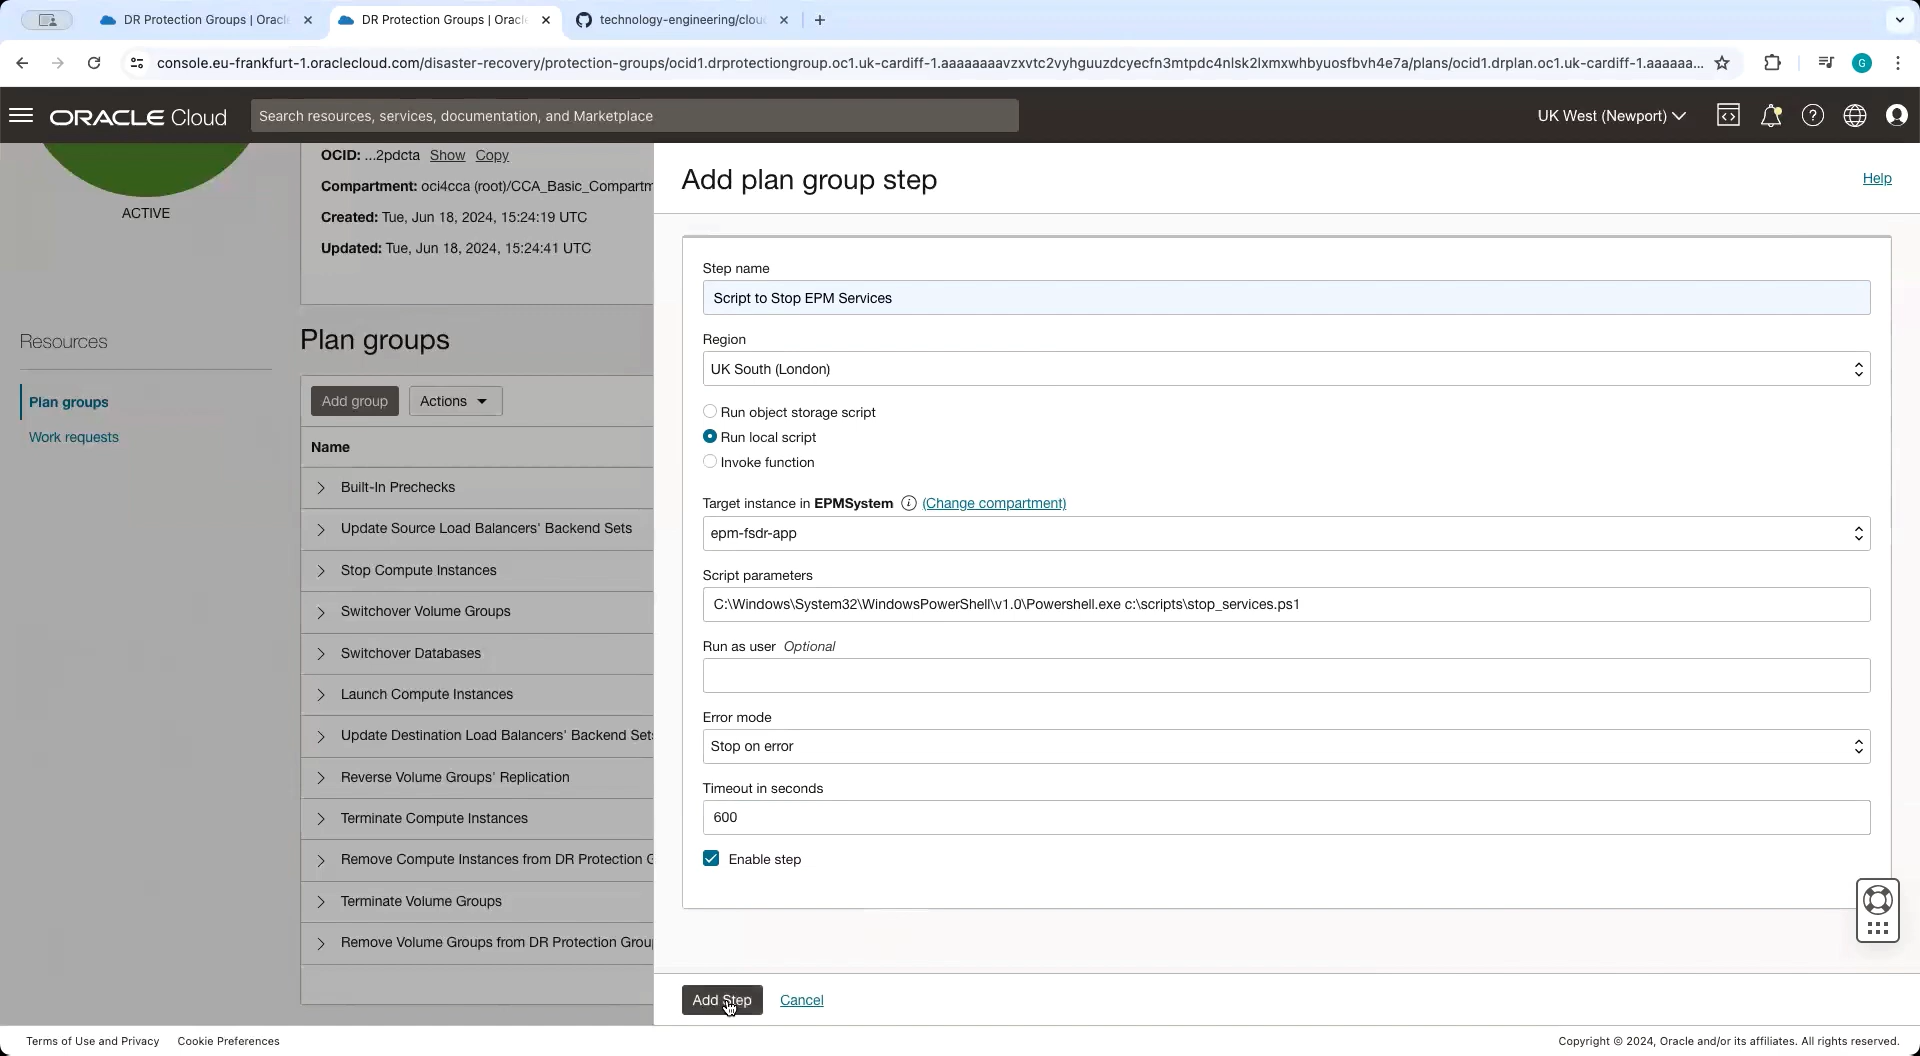 DR Protection Groups | Oracle
DR Protection Groups | Oracle
technology-engineering/cloud
console.eu-frankfurt-1.oraclecloud.com/disaster-recovery/protection-groups/ocid1.drprotectiongroup.oc1.uk-cardiff-1.aaaaaaaavzxvtc2vyhguuzdcyecfn3mtpdc4nlsk2lxmxwhbyuosfbvh4e7a/plans/ocid1.drplan.oc1.uk-cardiff-1.aaaaaa...
G
ORACLE Cloud
Search resources, services, documentation, and Marketplace
UK West (Newport)
ACTIVE
OCID: ...2pdcta Show Copy
Compartment: oci4cca (root)/CCA_Basic_Compartm
Created: Tue, Jun 18, 2024, 15:24:19 UTC
Updated: Tue, Jun 18, 2024, 15:24:41 UTC
Resources
Plan groups
Work requests
Plan groups
Add group
Actions
Name
Built-In Prechecks
Update Source Load Balancers' Backend Sets
Stop Compute Instances
Switchover Volume Groups
Switchover Databases
Launch Compute Instances
Update Destination Load Balancers' Backend Sets
Reverse Volume Groups' Replication
Terminate Compute Instances
Remove Compute Instances from DR Protection G
Terminate Volume Groups
Remove Volume Groups from DR Protection Group
Add plan group step
Help
Step name
Script to Stop EPM Services
Region
UK South (London)
Run object storage script
Run local script
Invoke function
Target instance in EPMSystem (Change compartment)
epm-fsdr-app
Script parameters
C:\Windows\System32\WindowsPowerShell\v1.0\Powershell.exe c:\scripts\stop_services.ps1
Run as user Optional
Error mode
Stop on error
Timeout in seconds
600
Enable step
Add Step
Cancel
Terms of Use and Privacy
Cookie Preferences
Copyright © 2024, Oracle and/or its affiliates. All rights reserved.